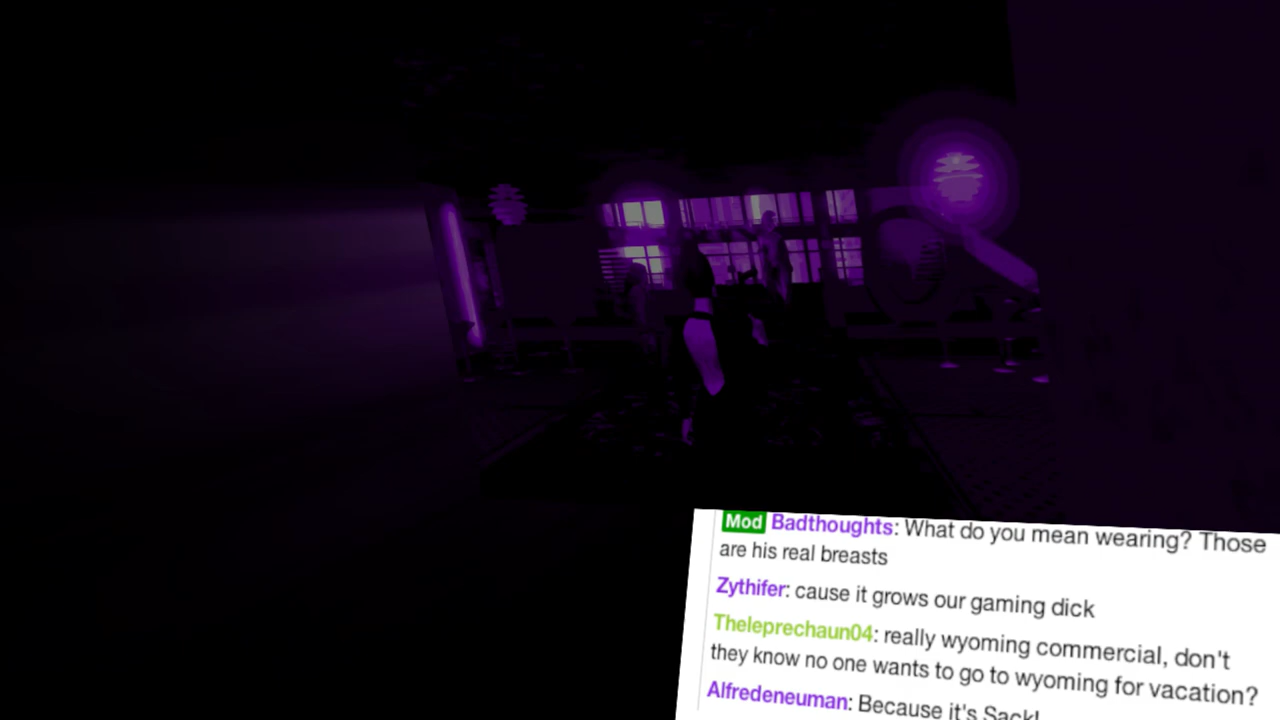 Mod Badthoughts: What do you mean wearing? Those
are his real breasts
Zythifer: cause it grows our gaming dick
Theleprechaun04: really wyoming commercial, don't
they know no one wants to go to wyoming for vacation?
Alfredeneuman: Because it's Sack!